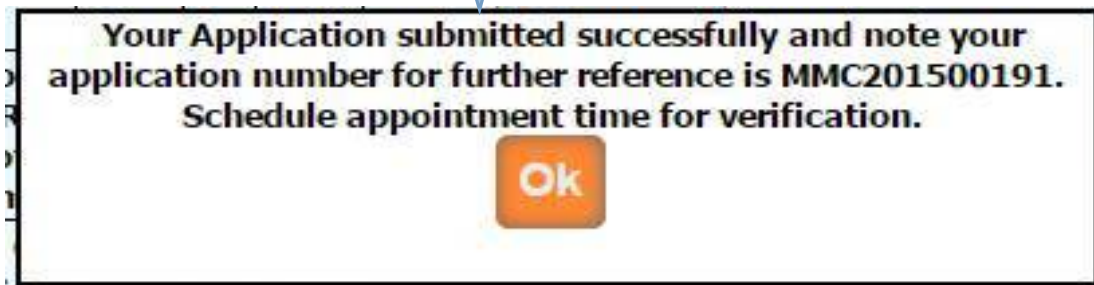 Your Application submitted successfully and note your
application number for further reference is MMC201500191.
Schedule appointment time for verification.
Ok